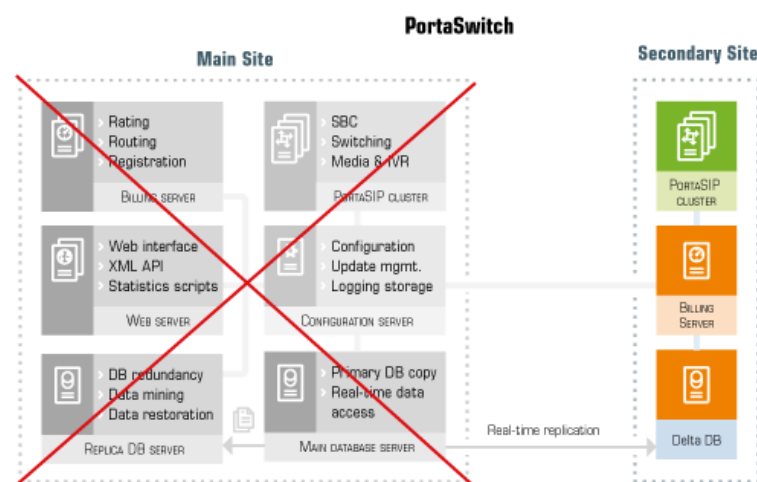 PortaSwitch
Main Site
Secondary Site
Rating
Routing
Registration
Billing server
SBC
Switching
Media & IVR
PortaSIP cluster
Web interface
XML API
Statistics scripts
Web server
Configuration
Update mgmt.
Logging storage
Configuration server
DB redundancy
Data mining
Data restoration
Replica DB server
Primary DB copy
Real-time data
access
Main database server
Real-time replication
PortaSIP
cluster
Billing
Server
Delta DB